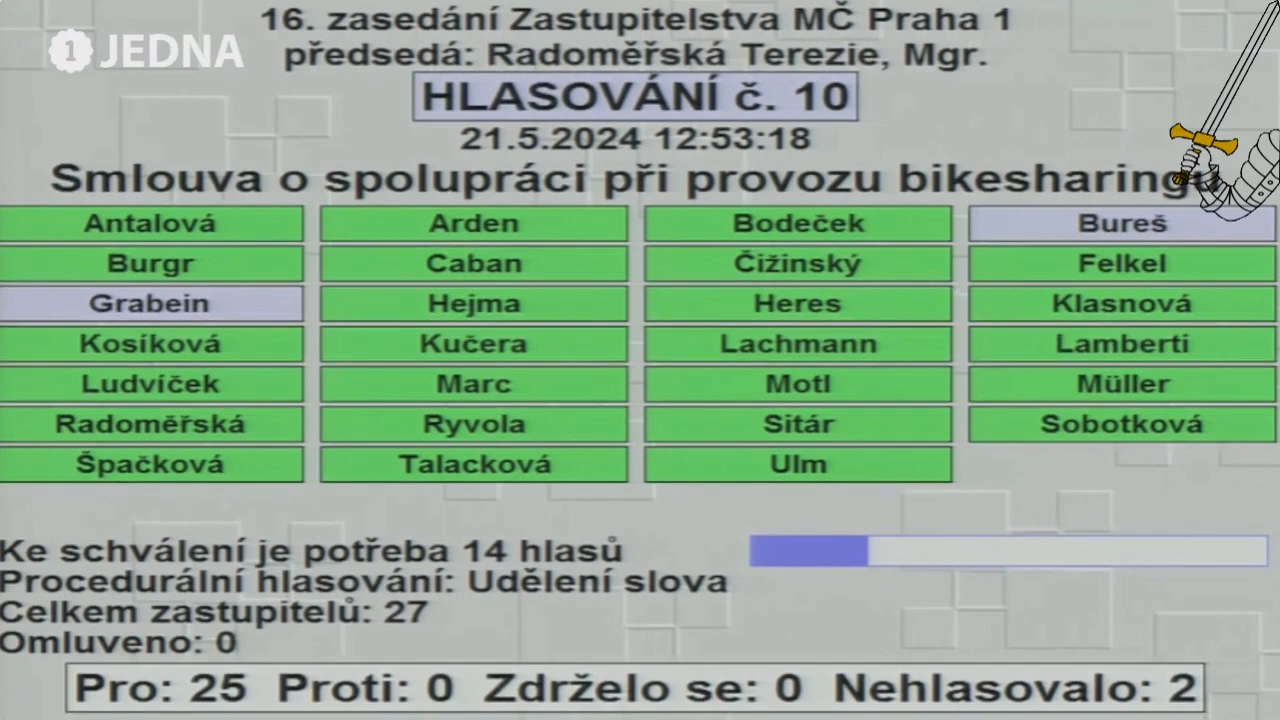 16. zasedání Zastupitelstva MČ Praha 1
1 JEDNA
předsedá: Radoměřská Terezie, Mgr.
HLASOVÁNÍ č. 10
21.5.2024 12:53:18
Smlouva o spolupráci při provozu bikesharingu
Antalová Arden Bodeček Bureš
Burgr Caban Čižinský Felkel
Grabein Hejma Heres Klasnová
Kosíková Kučera Lachmann Lamberti
Ludvíček Marc Motl Müller
Radoměřská Ryvola Sitár Sobotková
Špačková Talacková Ulm
Ke schválení je potřeba 14 hlasů
Procedurální hlasování: Udělení slova
Celkem zastupitelů: 27
Omluveno: 0
Pro: 25 Proti: 0 Zdrželo se: 0 Nehlasovalo: 2